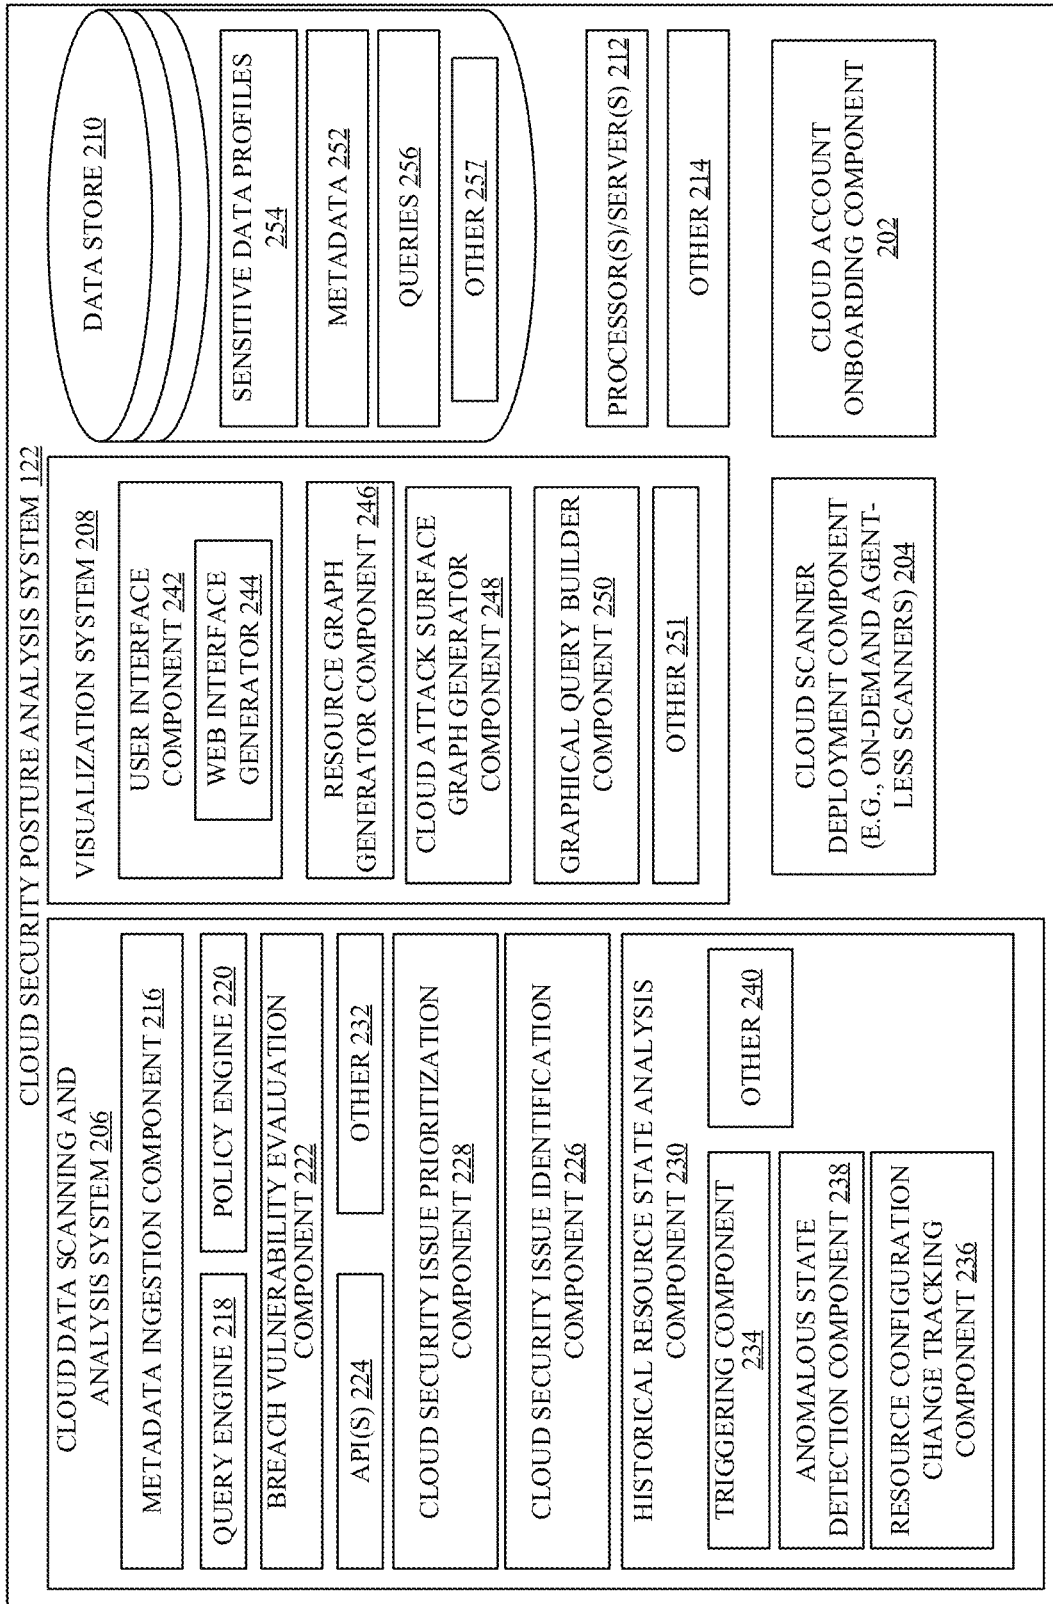 CLOUD SECURITY POSTURE ANALYSIS SYSTEM 122
CLOUD DATA SCANNING AND
ANALYSIS SYSTEM 206
METADATA INGESTION COMPONENT 216
QUERY ENGINE 218
POLICY ENGINE 220
BREACH VULNERABILITY EVALUATION
COMPONENT 222
API(S) 224
OTHER 232
CLOUD SECURITY ISSUE PRIORITIZATION
COMPONENT 228
CLOUD SECURITY ISSUE IDENTIFICATION
COMPONENT 226
HISTORICAL RESOURCE STATE ANALYSIS
COMPONENT 230
TRIGGERING COMPONENT
234
OTHER 240
ANOMALOUS STATE
DETECTION COMPONENT 238
RESOURCE CONFIGURATION
CHANGE TRACKING
COMPONENT 236
VISUALIZATION SYSTEM 208
USER INTERFACE
COMPONENT 242
WEB INTERFACE
GENERATOR 244
RESOURCE GRAPH
GENERATOR COMPONENT 246
CLOUD ATTACK SURFACE
GRAPH GENERATOR
COMPONENT 248
GRAPHICAL QUERY BUILDER
COMPONENT 250
OTHER 251
CLOUD SCANNER
DEPLOYMENT COMPONENT
(E.G., ON-DEMAND AGENT-
LESS SCANNERS) 204
DATA STORE 210
SENSITIVE DATA PROFILES
254
METADATA 252
QUERIES 256
OTHER 257
PROCESSOR(S)/SERVER(S) 212
OTHER 214
CLOUD ACCOUNT
ONBOARDING COMPONENT
202